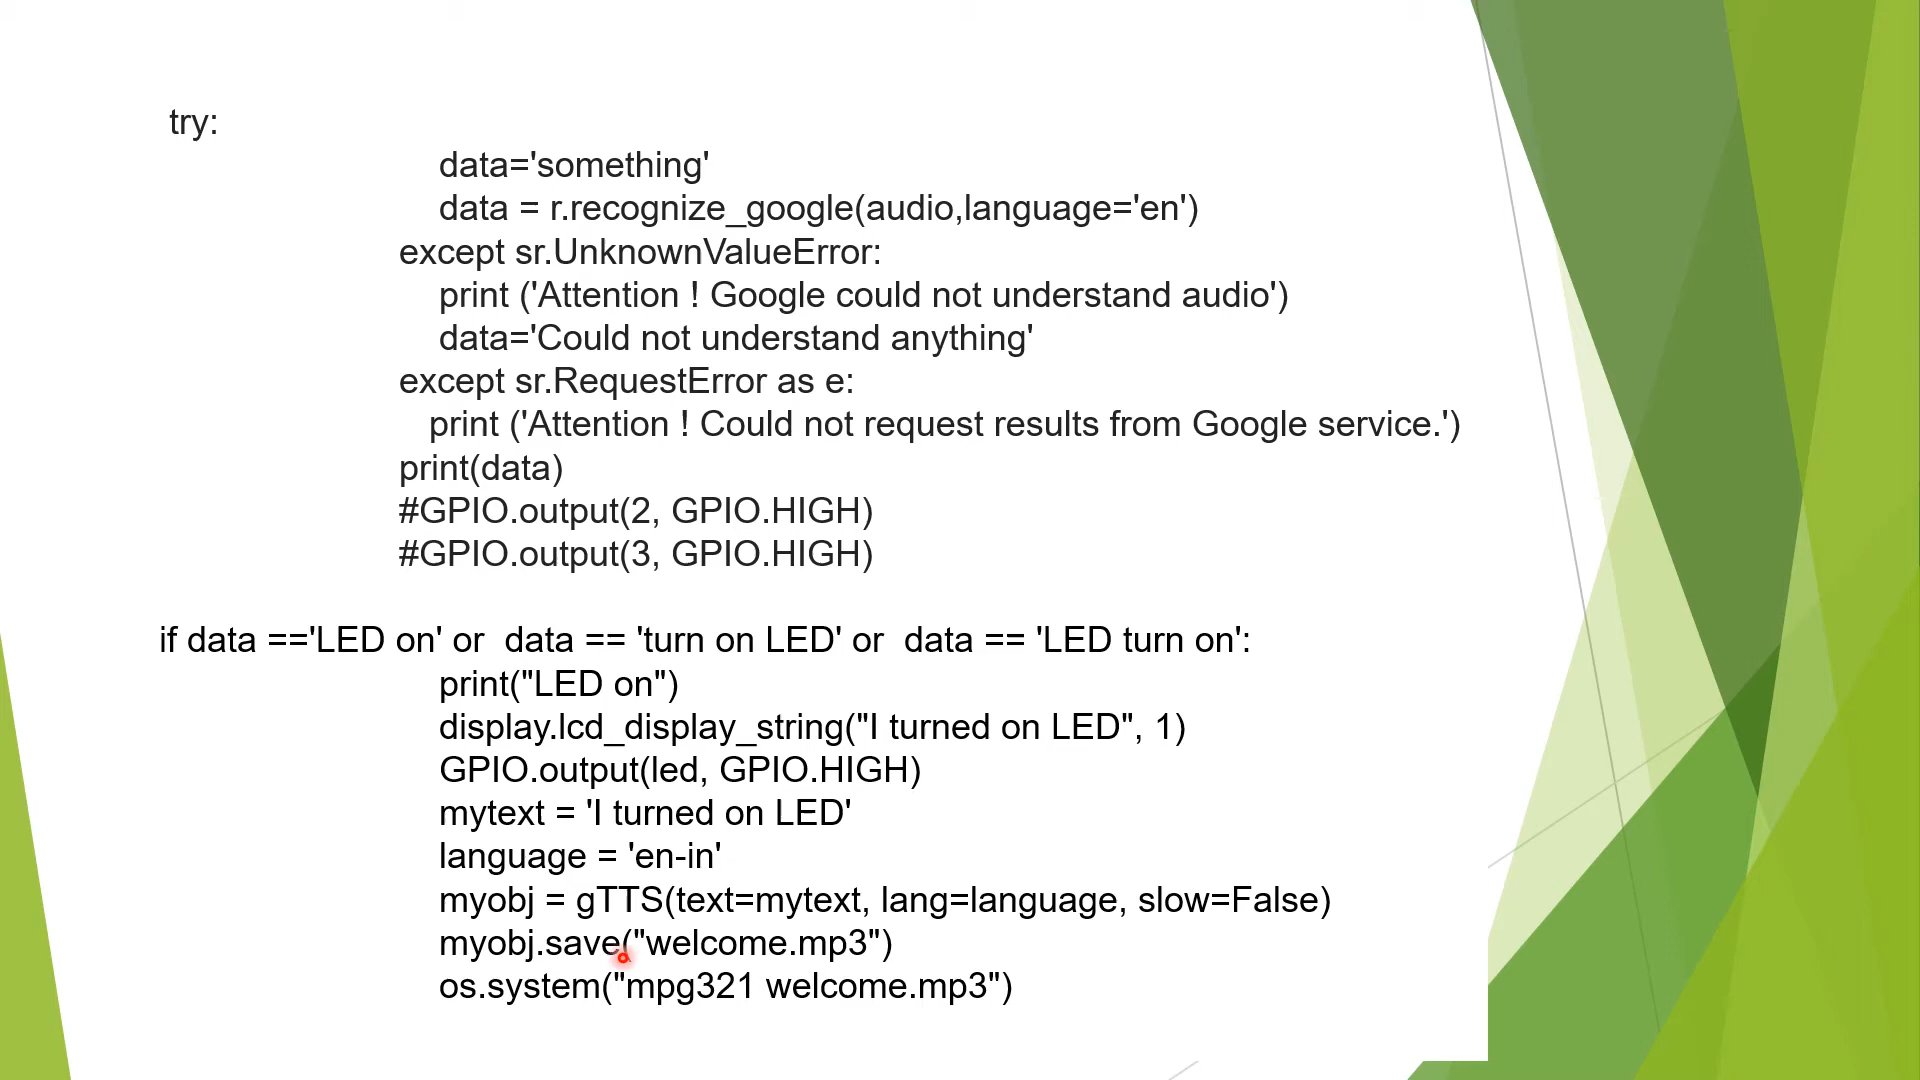 try:
data='something'
data = r.recognize_google(audio,language='en')
except sr.UnknownValueError:
print ('Attention ! Google could not understand audio')
data='Could not understand anything'
except sr.RequestError as e:
print ('Attention ! Could not request results from Google service.')
print(data)
#GPIO.output(2, GPIO.HIGH)
#GPIO.output(3, GPIO.HIGH)
if data =='LED on' or  data == 'turn on LED' or  data == 'LED turn on':
print("LED on")
display.lcd_display_string("I turned on LED", 1)
GPIO.output(led, GPIO.HIGH)
mytext = 'I turned on LED'
language = 'en-in'
myobj = gTTS(text=mytext, lang=language, slow=False)
myobj.save("welcome.mp3")
os.system("mpg321 welcome.mp3")